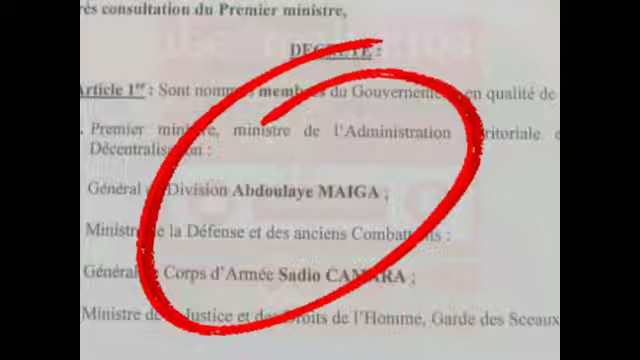 rès consultation du Premier ministre,
DECRETE :
Article 1er : Sont nommés membres du Gouvernement en qualité de
Premier ministre, ministre de l'Administration Territoriale e
Décentralisation :
Général de Division Abdoulaye MAIGA ;
Ministre de la Défense et des anciens Combattants :
Général de Corps d'Armée Sadio CAMARA ;
Ministre de la Justice et des Droits de l'Homme, Garde des Sceaux